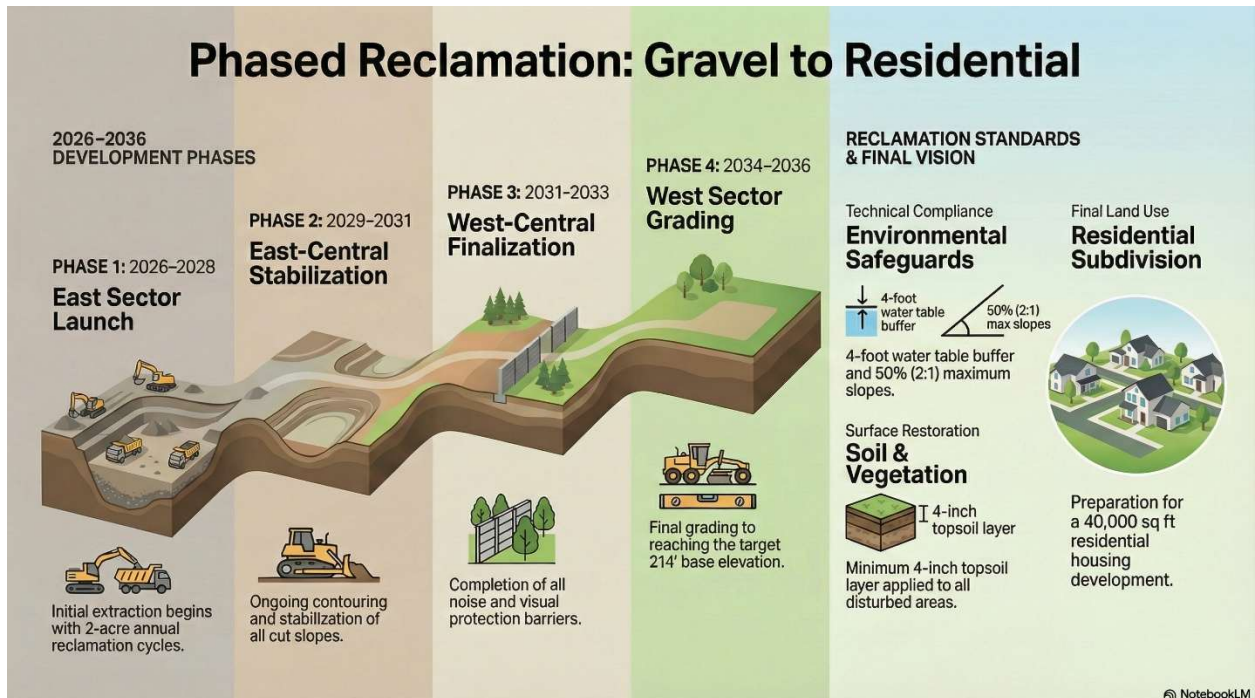 Phased Reclamation: Gravel to Residential
2026–2036
DEVELOPMENT PHASES
PHASE 1: 2026–2028
East Sector
Launch
Initial extraction begins
with 2-acre annual
reclamation cycles.
PHASE 2: 2029–2031
East-Central
Stabilization
Ongoing contouring
and stabilization of
all cut slopes.
PHASE 3: 2031–2033
West-Central
Finalization
Completion of all
noise and visual
protection barriers.
PHASE 4: 2034–2036
West Sector
Grading
Final grading to
reaching the target
214' base elevation.
RECLAMATION STANDARDS
& FINAL VISION
Technical Compliance
Environmental
Safeguards
4-foot
water table
buffer
50% (2:1)
max slopes
4-foot water table buffer
and 50% (2:1) maximum
slopes.
Surface Restoration
Soil &
Vegetation
4-inch
topsoil layer
Minimum 4-inch topsoil
layer applied to all
disturbed areas.
Final Land Use
Residential
Subdivision
Preparation for
a 40,000 sq ft
residential
housing
development.
NotebookLM